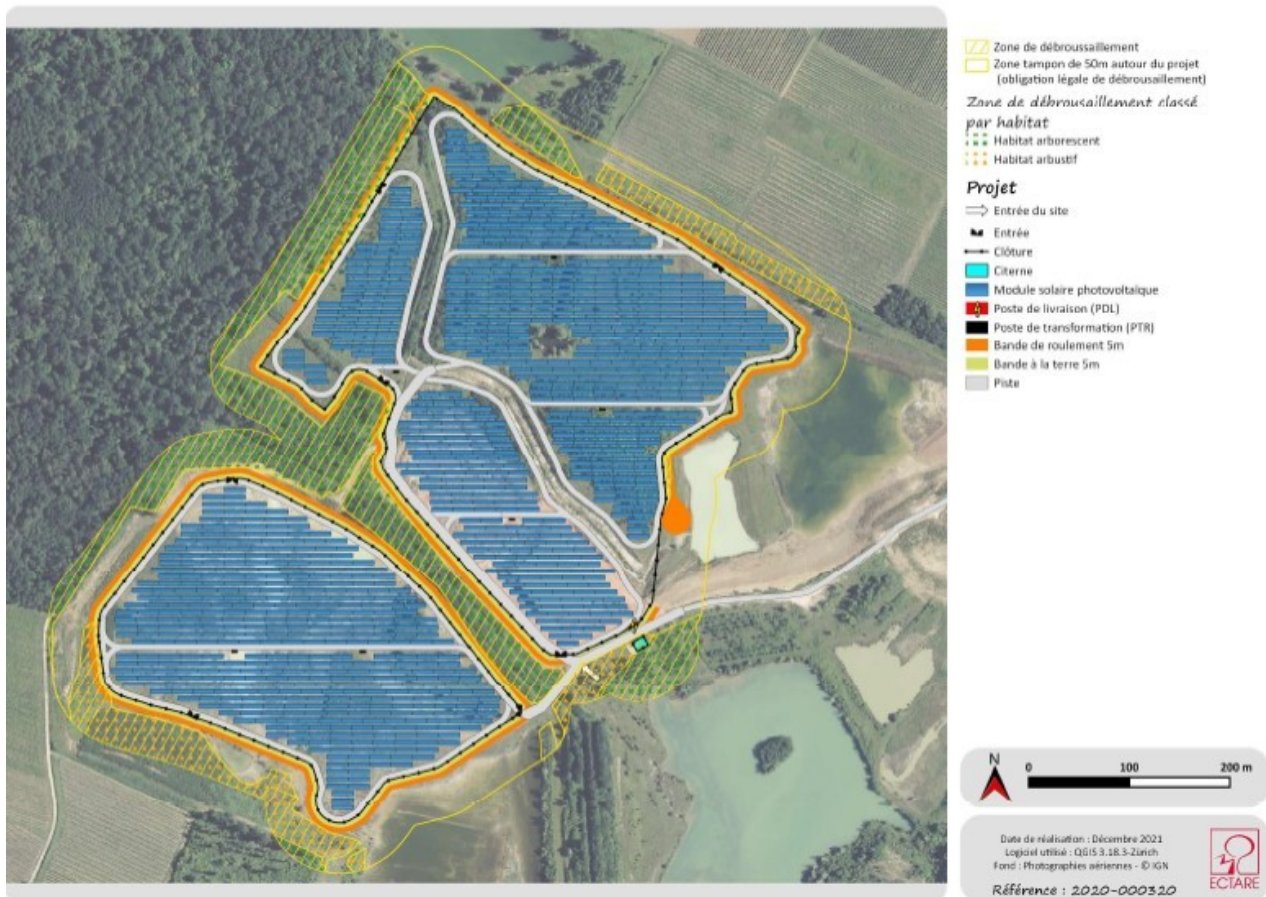 Zone de débroussaillement
Zone tampon de 50m autour du projet
(obligation légale de débrousaillement)
Zone de débrousaillement classé
par habitat
Habitat arborescent
Habitat arbustif
Projet
Entrée du site
Entrée
Clôture
Citerne
Module solaire photovoltaïque
Poste de livraison (PDL)
Poste de transformation (PTR)
Bande de roulement 5m
Bande à la terre 5m
Piste
N
0 100 200 m
Date de réalisation : Décembre 2021
Logiciel utilisé : QGIS 3.18.3-Zürich
Fond : Photographies aériennes - © IGN
Référence : 2020-000320
ECTARE